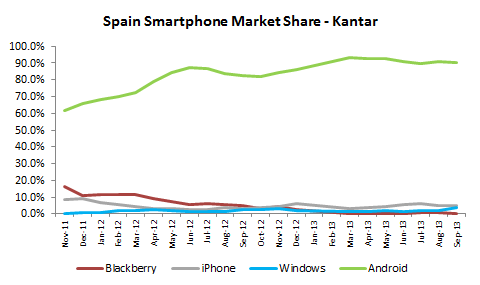 Spain Smartphone Market Share - Kantar
100.0%
90.0%
80.0%
70.0%
60.0%
50.0%
40.0%
30.0%
20.0%
10.0%
0.0%
Nov-11
Dec-11
Jan-12
Feb-12
Mar-12
Apr-12
May-12
Jun-12
Jul-12
Aug-12
Sep-12
Oct-12
Nov-12
Dec-12
Jan-13
Feb-13
Mar-13
Apr-13
May-13
Jun-13
Jul-13
Aug-13
Sep-13
Blackberry iPhone Windows Android